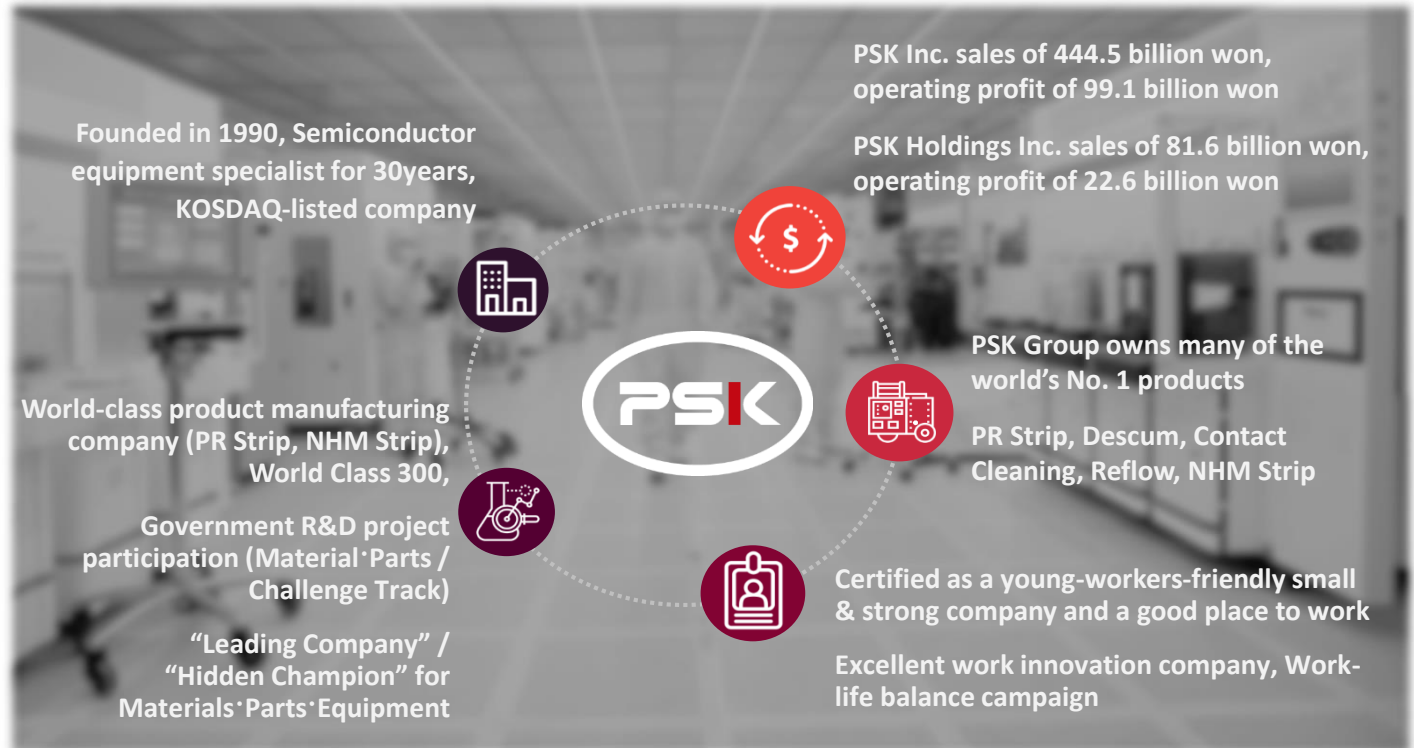 Founded in 1990, Semiconductor
equipment specialist for 30years,
KOSDAQ-listed company
PSK Inc. sales of 444.5 billion won,
operating profit of 99.1 billion won
PSK Holdings Inc. sales of 81.6 billion won,
operating profit of 22.6 billion won
$
PSK
PSK Group owns many of the
world’s No. 1 products
PR Strip, Descum, Contact
Cleaning, Reflow, NHM Strip
World-class product manufacturing
company (PR Strip, NHM Strip),
World Class 300,
Government R&D project
participation (Material·Parts /
Challenge Track)
“Leading Company” /
“Hidden Champion” for
Materials·Parts·Equipment
Certified as a young-workers-friendly small
& strong company and a good place to work
Excellent work innovation company, Work-
life balance campaign